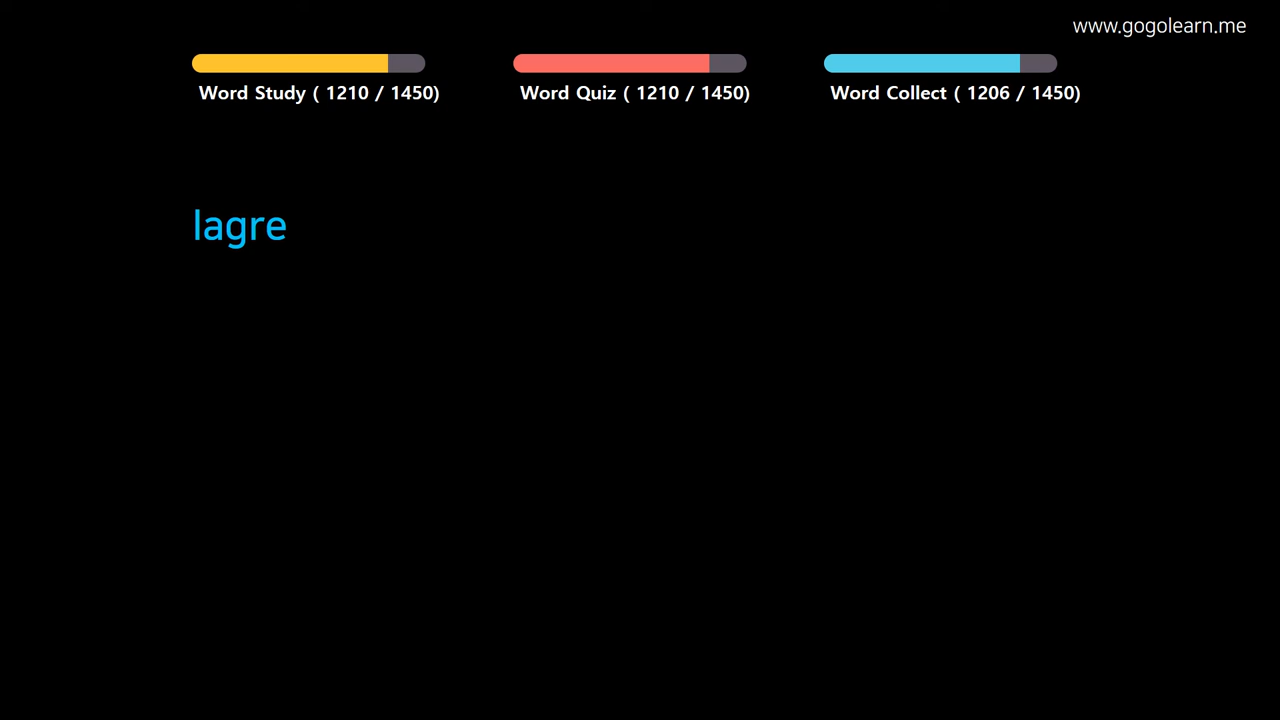 www.gogolearn.me
Word Study ( 1210 / 1450)
Word Quiz ( 1210 / 1450)
Word Collect ( 1206 / 1450)
lagre